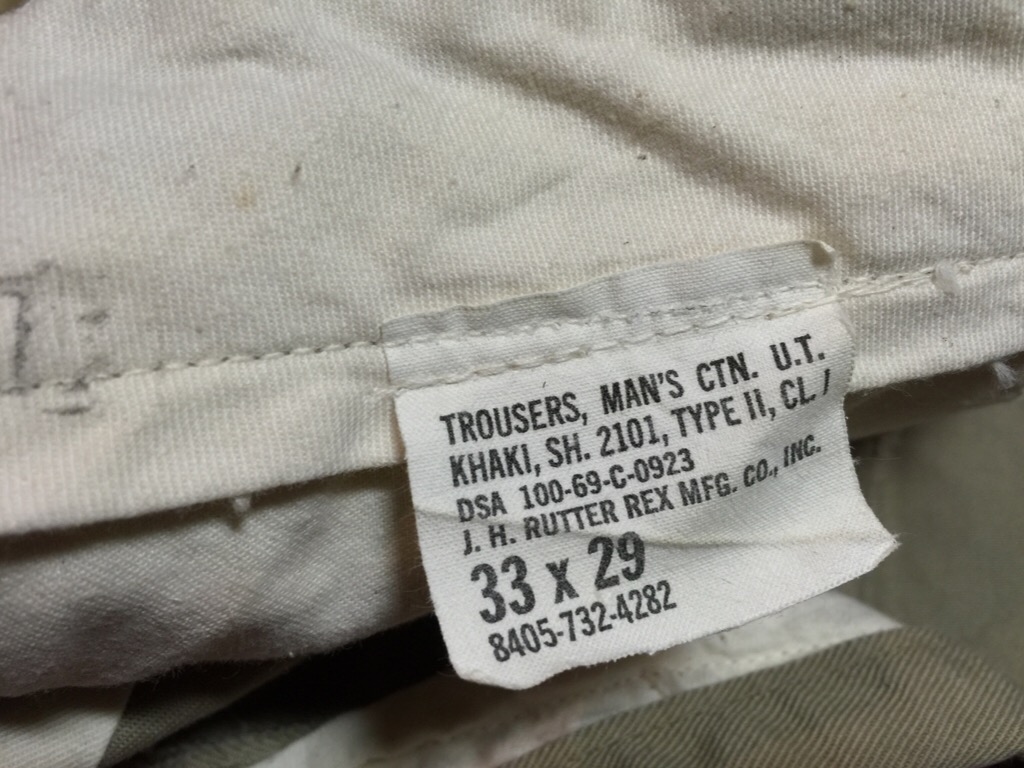 TROUSERS, MAN'S CTN. U.T.
KHAKI, SH. 2101, TYPE II, CL. 1
DSA 100-69-C-0923
J. H. RUTTER REX MFG. CO., INC.
33 x 29
8405-732-4282